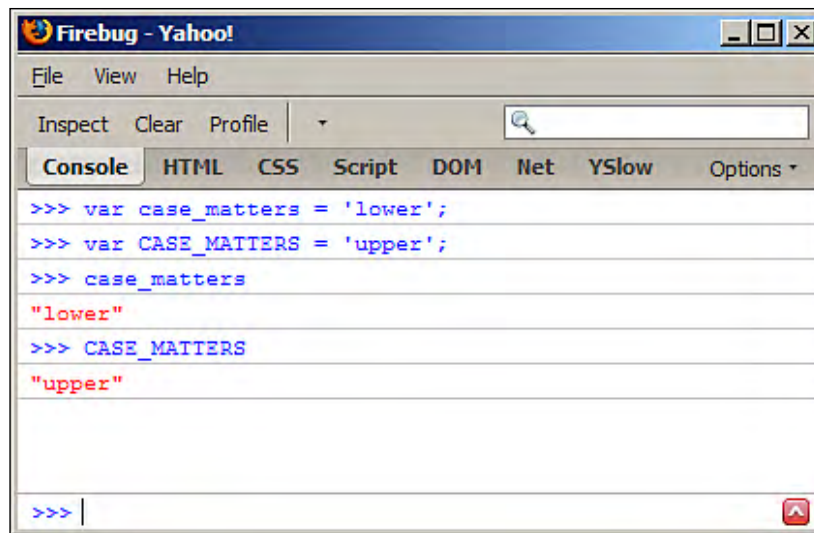 Firebug - Yahoo!
File View Help
Inspect Clear Profile
Console HTML CSS Script DOM Net YSlow Options
>>> var case_matters = 'lower';
>>> var CASE_MATTERS = 'upper';
>>> case_matters
"lower"
>>> CASE_MATTERS
"upper"
>>>